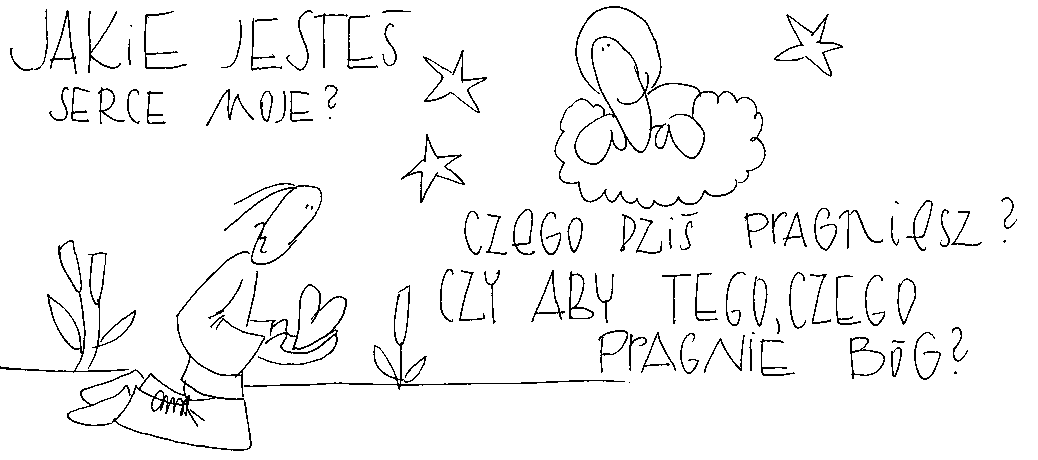 JAKiE JESTEŚ
SERCE MOJE?
CZEGO DZiŚ PRAGNiESZ?
CZY ABY TEGO, CZEGO
PRAGNIE BÓG?